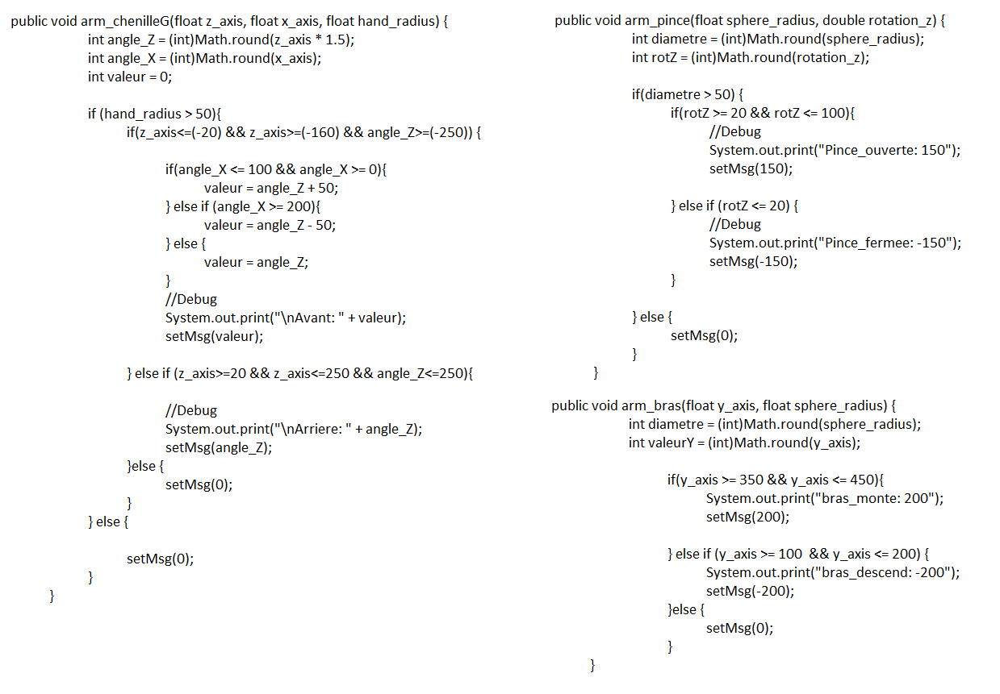 public void arm_chenilleG(float z_axis, float x_axis, float hand_radius) {
int angle_Z = (int)Math.round(z_axis * 1.5);
int angle_X = (int)Math.round(x_axis);
int valeur = 0;
if (hand_radius > 50){
if(z_axis<=(-20) && z_axis>=(-160) && angle_Z>=(-250)) {
if(angle_X <= 100 && angle_X >= 0){
valeur = angle_Z + 50;
} else if (angle_X >= 200){
valeur = angle_Z - 50;
} else {
valeur = angle_Z;
}
//Debug
System.out.print("\nAvant: " + valeur);
setMsg(valeur);
} else if (z_axis>=20 && z_axis<=250 && angle_Z<=250){
//Debug
System.out.print("\nArriere: " + angle_Z);
setMsg(angle_Z);
}else {
setMsg(0);
}
} else {
setMsg(0);
}
}
public void arm_pince(float sphere_radius, double rotation_z) {
int diametre = (int)Math.round(sphere_radius);
int rotZ = (int)Math.round(rotation_z);
if(diametre > 50) {
if(rotZ >= 20 && rotZ <= 100){
//Debug
System.out.print("Pince_ouverte: 150");
setMsg(150);
} else if (rotZ <= 20) {
//Debug
System.out.print("Pince_fermee: -150");
setMsg(-150);
}
} else {
setMsg(0);
}
}
public void arm_bras(float y_axis, float sphere_radius) {
int diametre = (int)Math.round(sphere_radius);
int valeurY = (int)Math.round(y_axis);
if(y_axis >= 350 && y_axis <= 450){
System.out.print("bras_monte: 200");
setMsg(200);
} else if (y_axis >= 100  && y_axis <= 200) {
System.out.print("bras_descend: -200");
setMsg(-200);
}else {
setMsg(0);
}
}